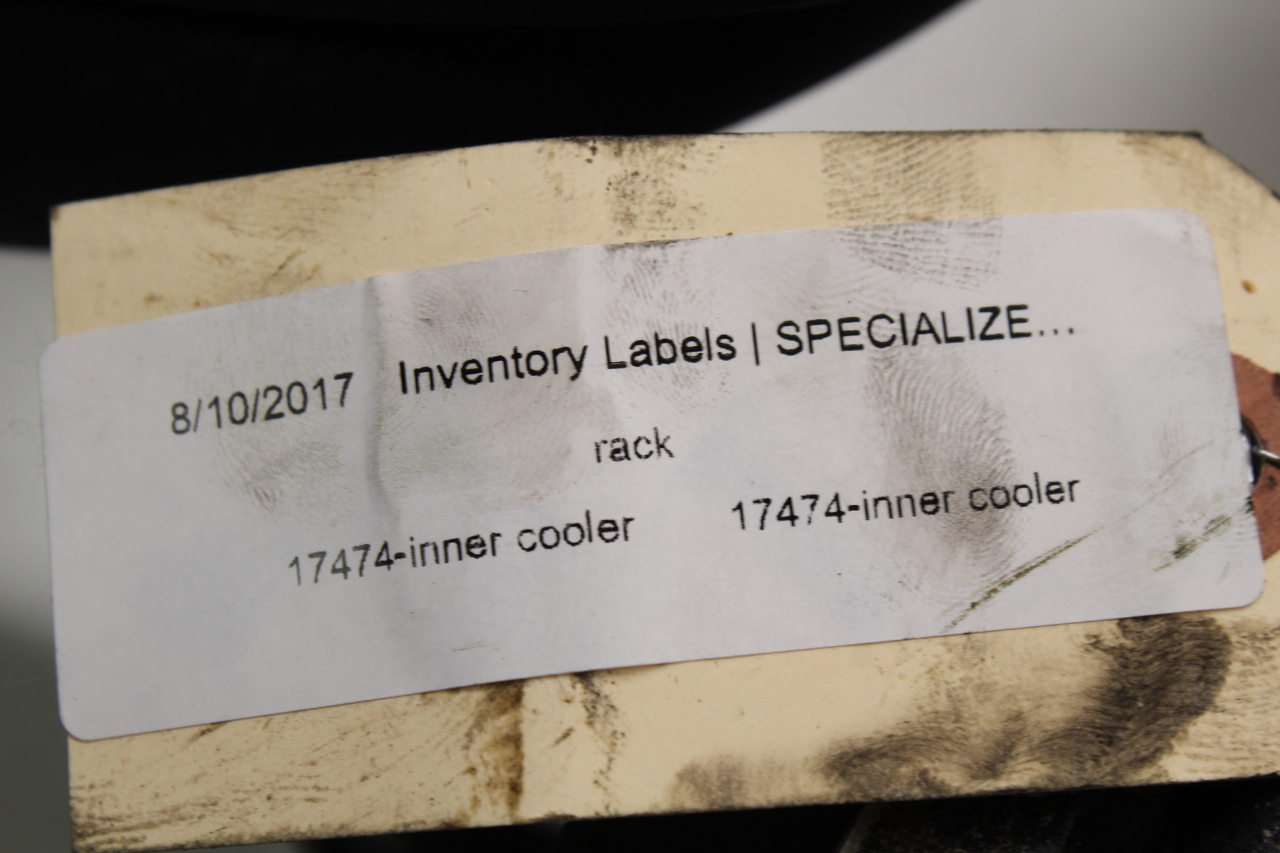 8/10/2017 Inventory Labels | SPECIALIZE...
rack
17474-inner cooler 17474-inner cooler